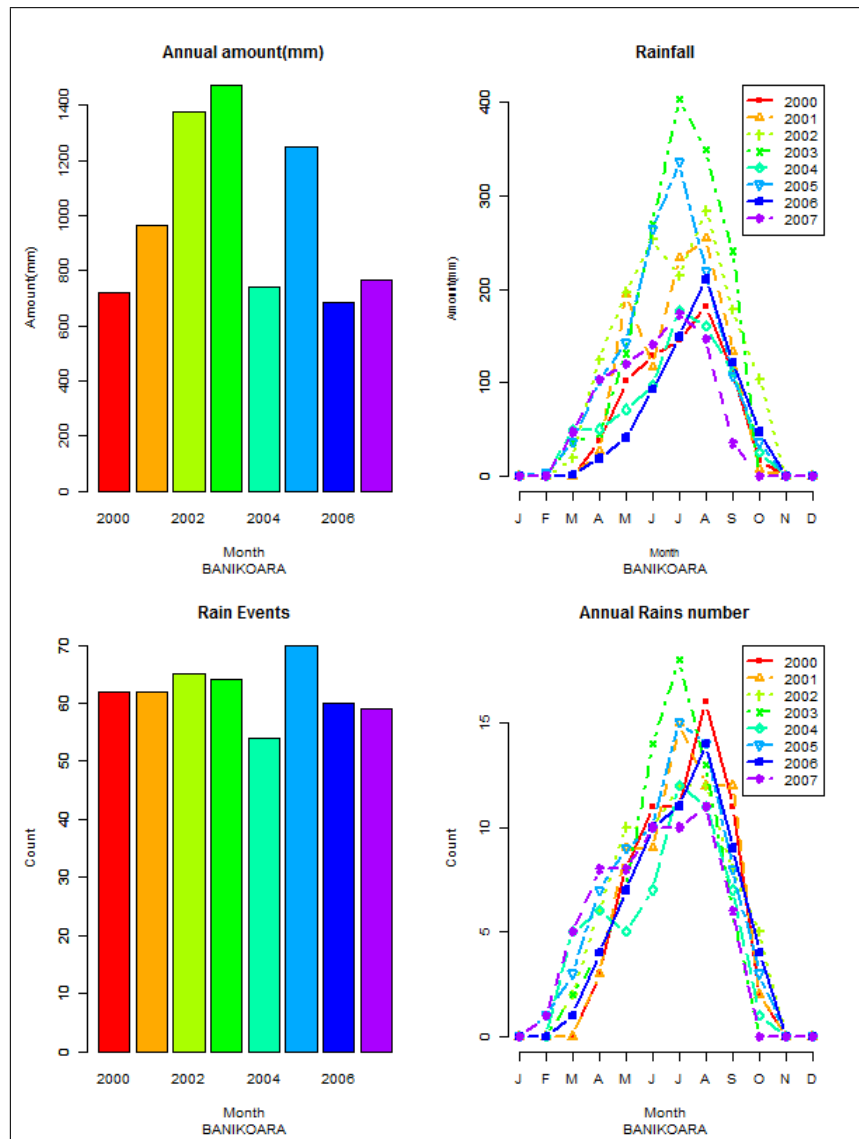 Annual amount(mm)
Amount(mm)
0 200 400 600 800 1000 1200 1400
2000 2002 2004 2006
Month
BANIKOARA
Rainfall
Amount(mm)
0 100 200 300 400
2000
2001
2002
2003
2004
2005
2006
2007
J F M A M J J A S O N D
Month
BANIKOARA
Rain Events
Count
0 10 20 30 40 50 60 70
2000 2002 2004 2006
Month
BANIKOARA
Annual Rains number
Count
0 5 10 15
2000
2001
2002
2003
2004
2005
2006
2007
J F M A M J J A S O N D
Month
BANIKOARA